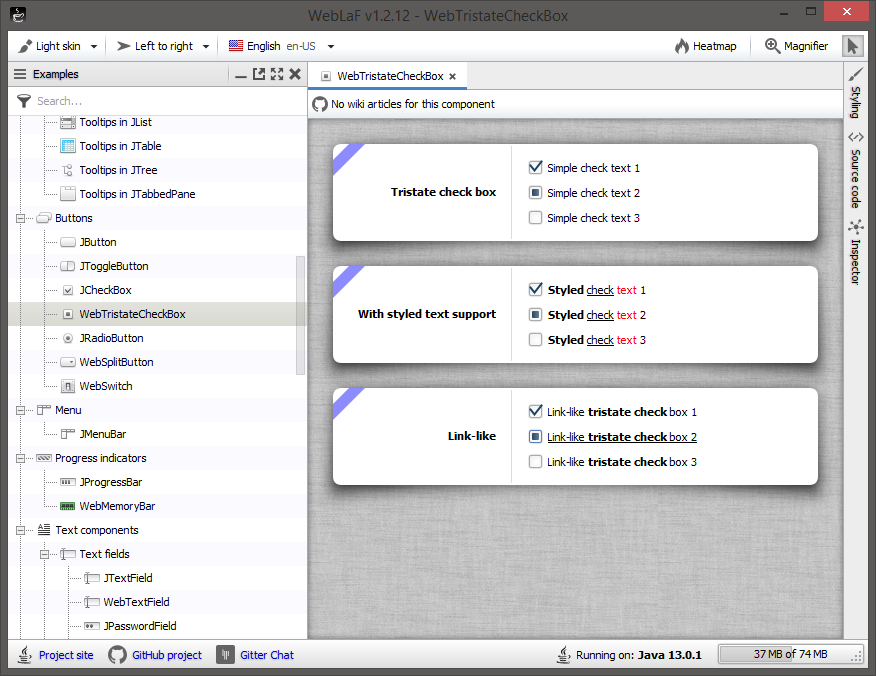 WebLaF v1.2.12 - WebTristateCheckBox
Light skin
Left to right
English en-US
Heatmap
Magnifier
Examples
Search...
Tooltips in JList
Tooltips in JTable
Tooltips in JTree
Tooltips in JTabbedPane
Buttons
JButton
JToggleButton
JCheckBox
WebTristateCheckBox
JRadioButton
WebSplitButton
WebSwitch
Menu
JMenuBar
Progress indicators
JProgressBar
WebMemoryBar
Text components
Text fields
JTextField
WebTextField
JPasswordField
WebTristateCheckBox
No wiki articles for this component
Tristate check box
Simple check text 1
Simple check text 2
Simple check text 3
With styled text support
Styled check text 1
Styled check text 2
Styled check text 3
Link-like
Link-like tristate check box 1
Link-like tristate check box 2
Link-like tristate check box 3
Styling
Source code
Inspector
Project site
GitHub project
Gitter Chat
Running on: Java 13.0.1
37 MB of 74 MB